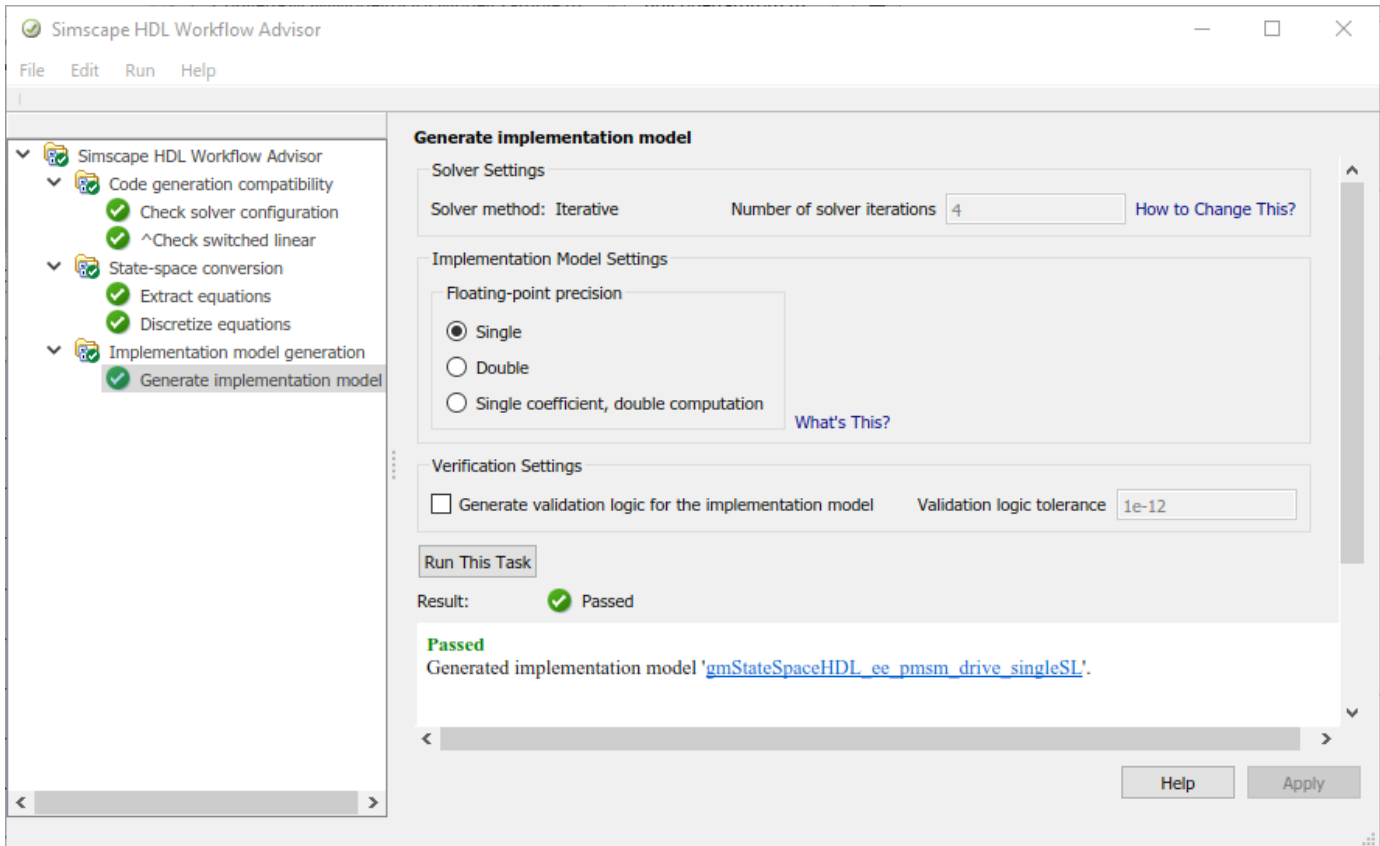 Simscape HDL Workflow Advisor
File Edit Run Help
Simscape HDL Workflow Advisor
Code generation compatibility
Check solver configuration
^Check switched linear
State-space conversion
Extract equations
Discretize equations
Implementation model generation
Generate implementation model
Generate implementation model
Solver Settings
Solver method: Iterative Number of solver iterations 4 How to Change This?
Implementation Model Settings
Floating-point precision
Single
Double
Single coefficient, double computation
What's This?
Verification Settings
Generate validation logic for the implementation model Validation logic tolerance 1e-12
Run This Task
Result: Passed
Passed
Generated implementation model 'gmStateSpaceHDL_ee_pmsm_drive_singleSL'.
Help Apply